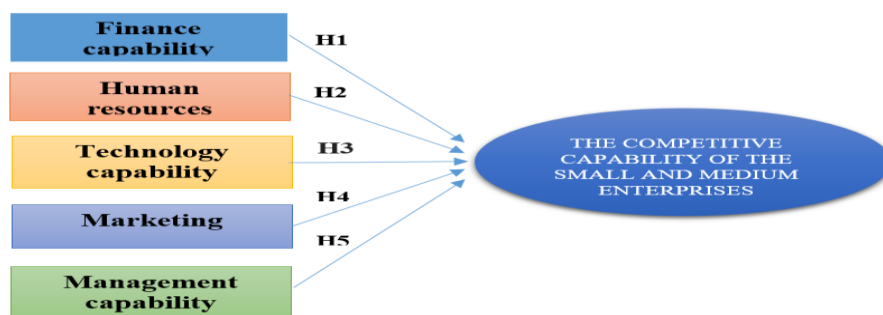 Finance
capability
H1
Human
resources
H2
Technology
capability
H3
Marketing
H4
Management
capability
H5
THE COMPETITIVE
CAPABILITY OF THE
SMALL AND MEDIUM
ENTERPRISES